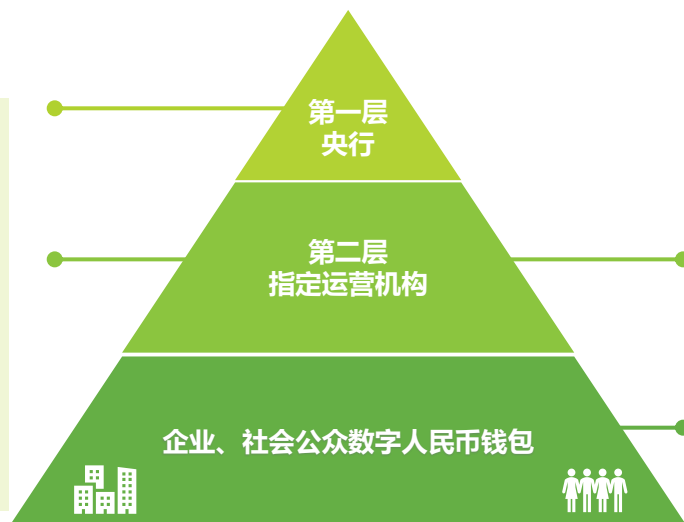 第一层
央行
第二层
指定运营机构
企业、社会公众数字人民币钱包